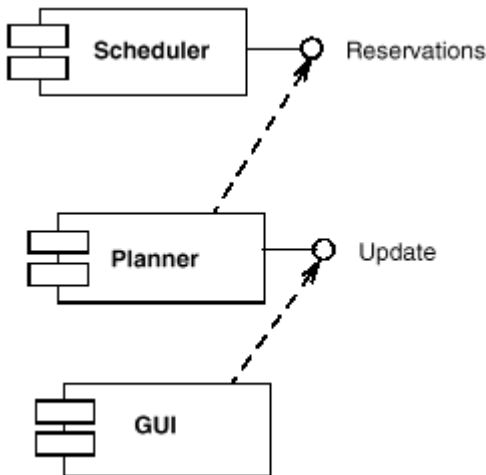 Scheduler
Reservations
Planner
Update
GUI